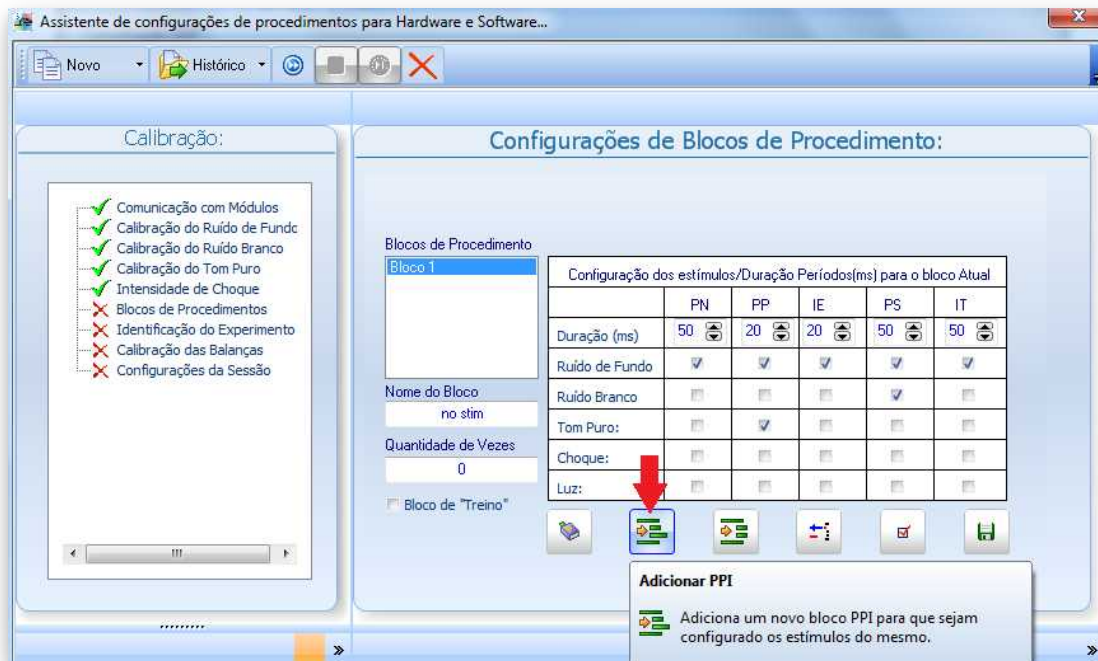 Assistente de configurações de procedimentos para Hardware e Software...
Novo Histórico
Calibração:
Comunicação com Módulos
Calibração do Ruído de Fundc
Calibração do Ruído Branco
Calibração do Tom Puro
Intensidade de Choque
Blocos de Procedimentos
Identificação do Experimento
Calibração das Balanças
Configurações da Sessão
Configurações de Blocos de Procedimento:
Blocos de Procedimento
Bloco 1
Nome do Bloco
no stim
Quantidade de Vezes
0
Bloco de "Treino"
Configuração dos estímulos/Duração Períodos(ms) para o bloco Atual
PN PP IE PS IT
Duração (ms) 50 20 20 50 50
Ruído de Fundo
Ruído Branco
Tom Puro:
Choque:
Luz:
Adicionar PPI
Adiciona um novo bloco PPI para que sejam
configurado os estímulos do mesmo.